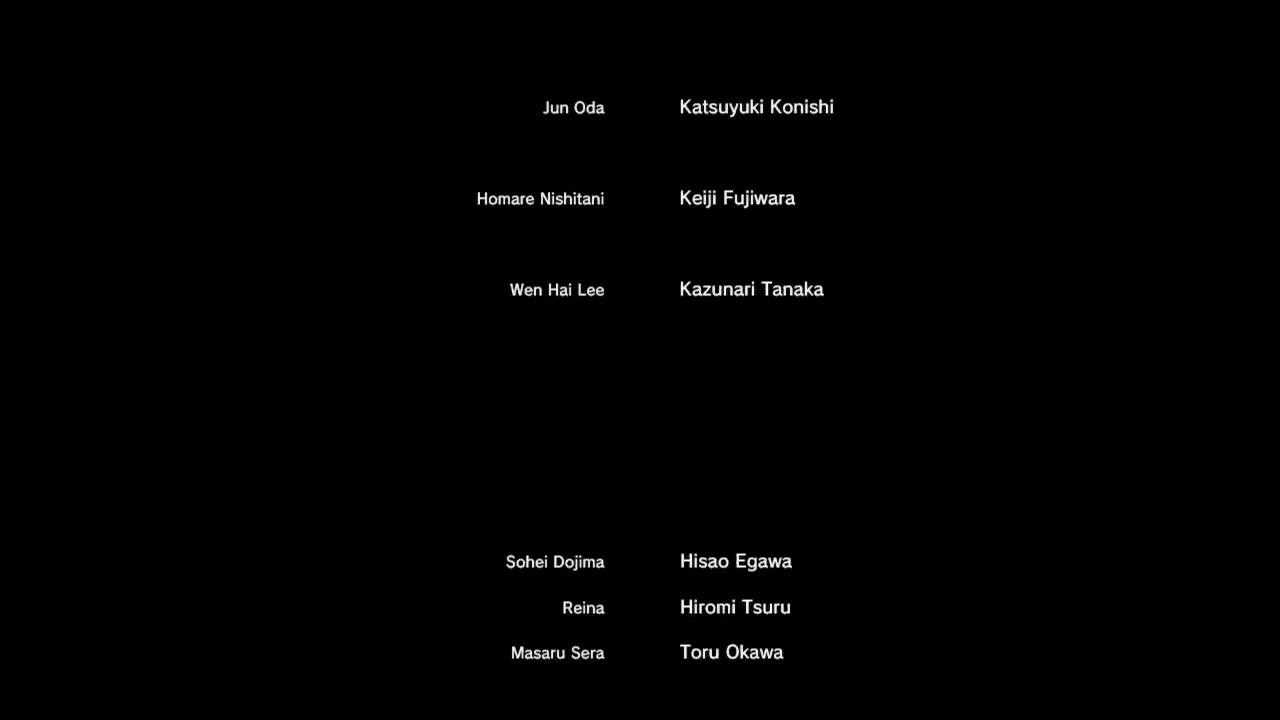 Jun Oda Katsuyuki Konishi
Homare Nishitani Keiji Fujiwara
Wen Hai Lee Kazunari Tanaka
Sohei Dojima Hisao Egawa
Reina Hiromi Tsuru
Masaru Sera Toru Okawa